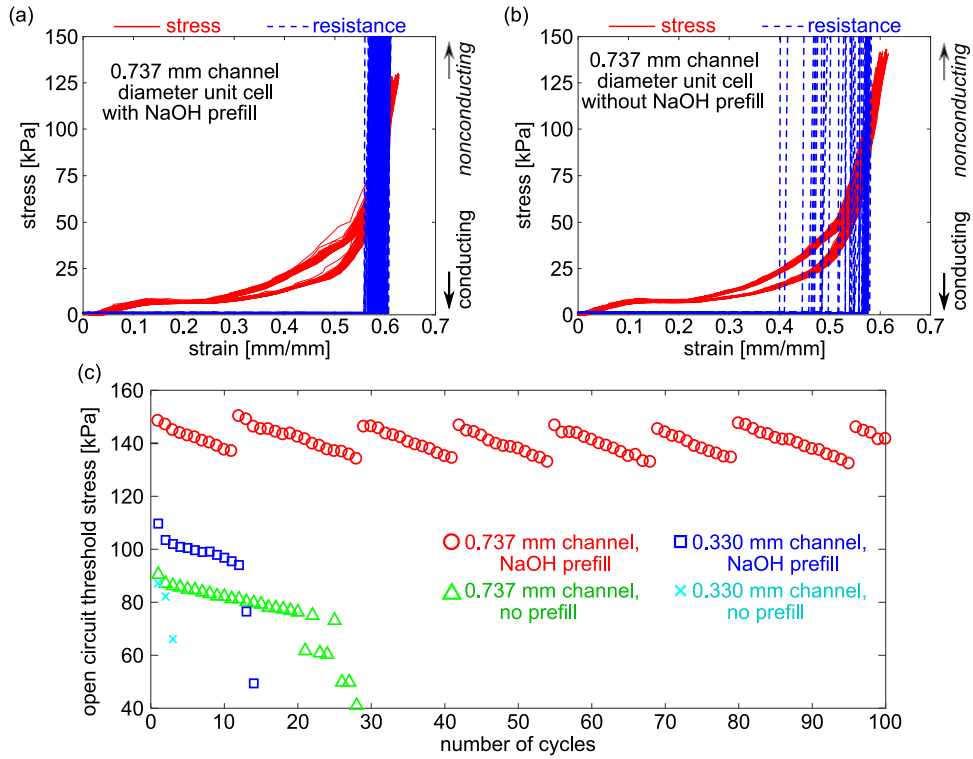 (a)
stress
resistance
150
125
100
75
50
25
0
stress [kPa]
0.737 mm channel
diameter unit cell
with NaOH prefill
nonconducting
conducting
0
0.1
0.2
0.3
0.4
0.5
0.6
0.7
strain [mm/mm]
(b)
stress
resistance
150
125
100
75
50
25
0
stress [kPa]
0.737 mm channel
diameter unit cell
without NaOH prefill
nonconducting
conducting
0
0.1
0.2
0.3
0.4
0.5
0.6
0.7
strain [mm/mm]
(c)
160
140
120
100
80
60
40
open circuit threshold stress [kPa]
0.737 mm channel,
NaOH prefill
0.330 mm channel,
NaOH prefill
0.737 mm channel,
no prefill
0.330 mm channel,
no prefill
0
10
20
30
40
50
60
70
80
90
100
number of cycles